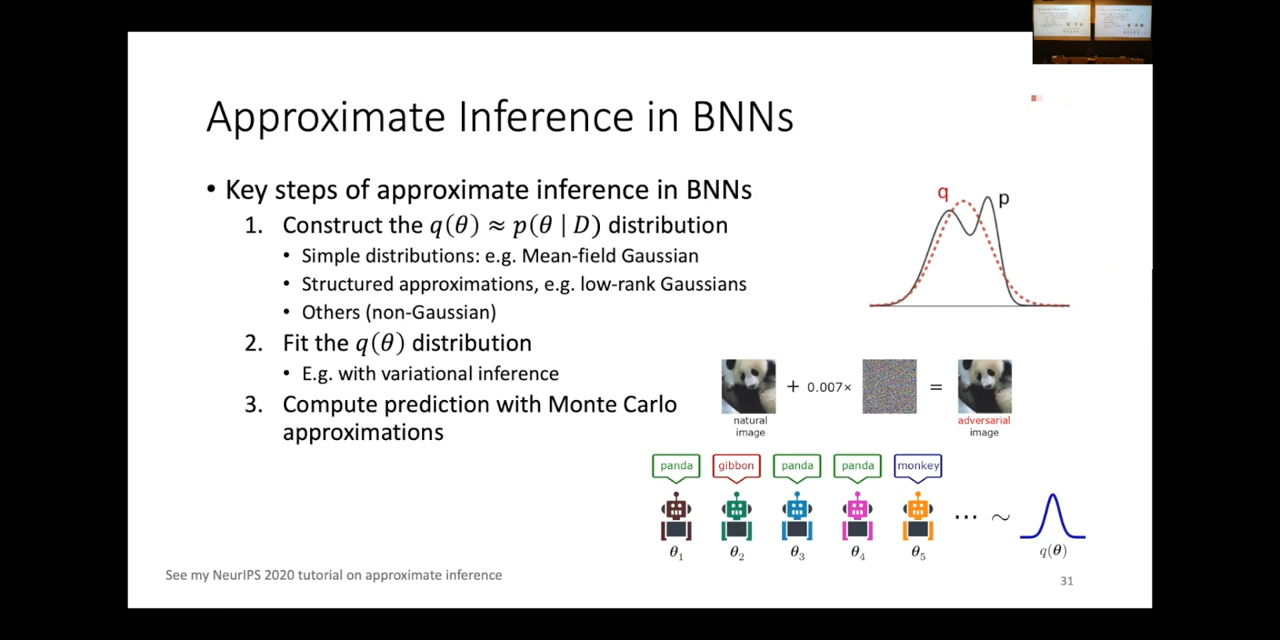 Approximate Inference in BNNs
• Key steps of approximate inference in BNNs
1. Construct the q(θ) ≈ p(θ | D) distribution
• Simple distributions: e.g. Mean-field Gaussian
• Structured approximations, e.g. low-rank Gaussians
• Others (non-Gaussian)
2. Fit the q(θ) distribution
• E.g. with variational inference
3. Compute prediction with Monte Carlo
approximations
q p
+ 0.007× =
natural
image
adversarial
image
panda gibbon panda panda monkey
⋯ ~
θ₁ θ₂ θ₃ θ₄ θ₅ q(θ)
See my NeurIPS 2020 tutorial on approximate inference
31